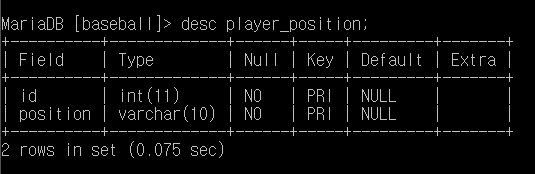 MariaDB [baseball]> desc player_position;
+----------+-------------+------+-----+---------+-------+
| Field    | Type        | Null | Key | Default | Extra |
+----------+-------------+------+-----+---------+-------+
| id       | int(11)     | NO   | PRI | NULL    |       |
| position | varchar(10) | NO   | PRI | NULL    |       |
+----------+-------------+------+-----+---------+-------+
2 rows in set (0.075 sec)